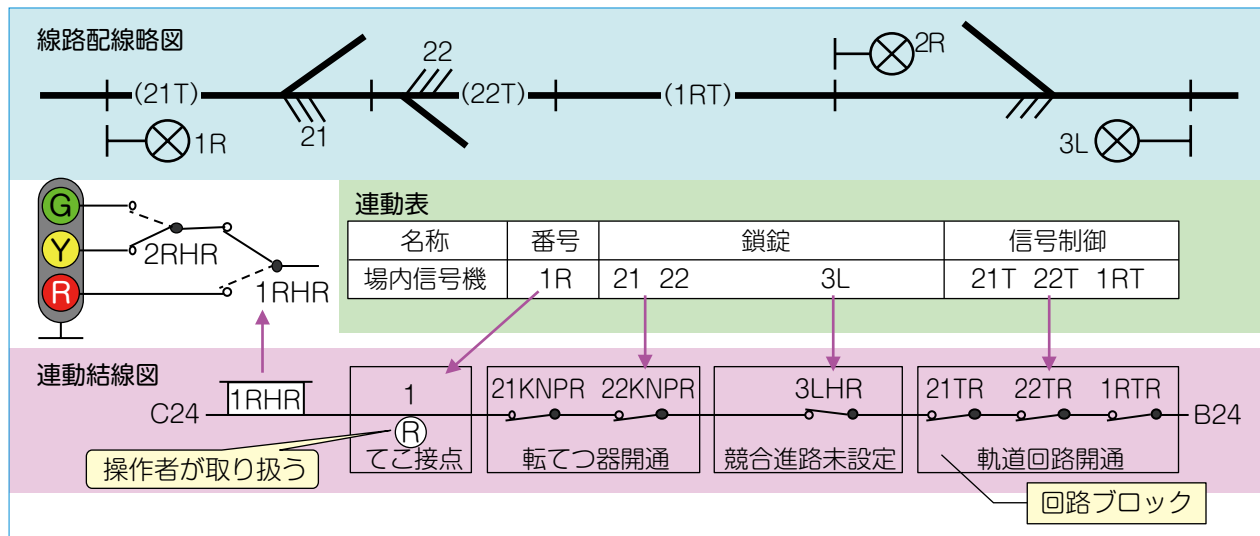 線路配線略図
22
2R
(21T)
(22T)
(1RT)
1R
21
3L
G
Y
R
2RHR
1RHR
連動表
名称 番号 鎖錠 信号制御
場内信号機 1R 21 22 3L 21T 22T 1RT
連動結線図
C24
1RHR
1
R
てこ接点
21KNPR 22KNPR
転てつ器開通
3LHR
競合進路未設定
21TR 22TR 1RTR
軌道回路開通
B24
操作者が取り扱う
回路ブロック